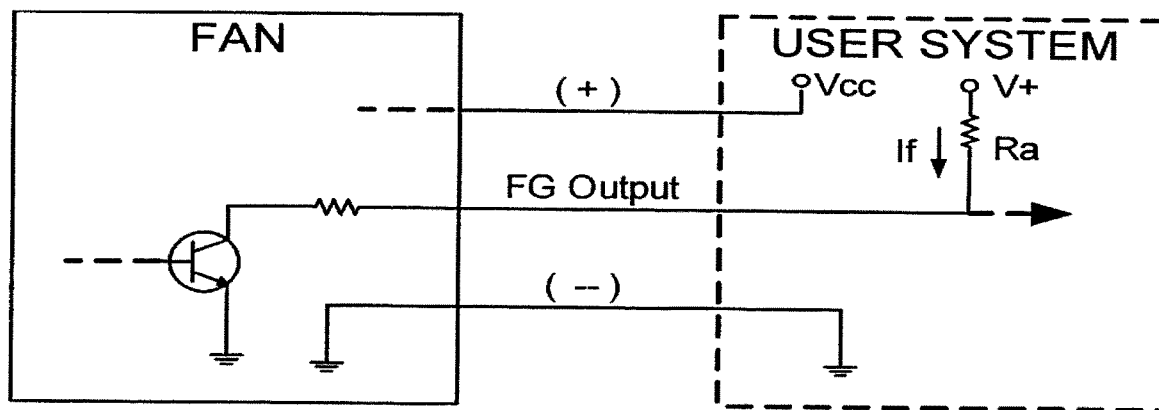 FAN
USER SYSTEM
( + )
Vcc
V+
If
Ra
FG Output
( -- )